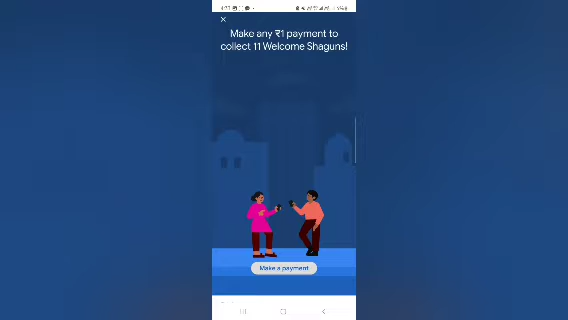 Make any ₹1 payment to
collect 11 Welcome Shaguns!
Make a payment